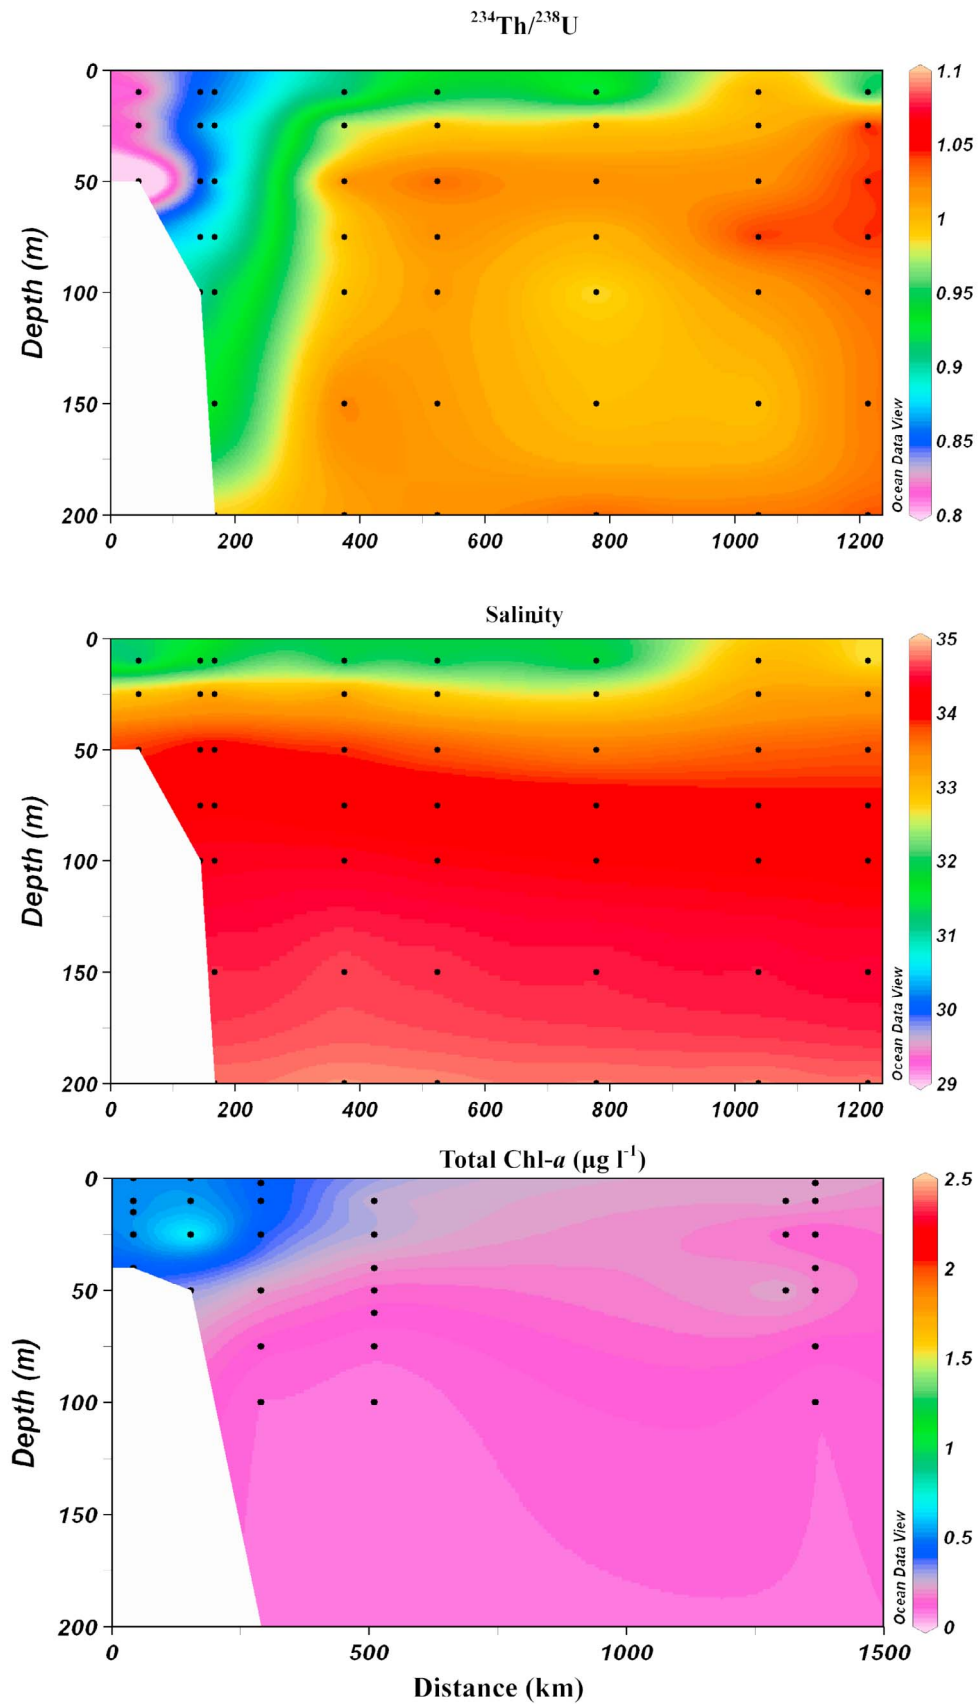 ²³⁴Th/²³⁸U
0
50
100
150
200
Depth (m)
0 200 400 600 800 1000 1200
Ocean Data View
1.1
1.05
1
0.95
0.9
0.85
0.8
Salinity
0
50
100
150
200
Depth (m)
0 200 400 600 800 1000 1200
Ocean Data View
35
34
33
32
31
30
29
Total Chl-a (µg l⁻¹)
0
50
100
150
200
Depth (m)
0 500 1000 1500
Distance (km)
Ocean Data View
2.5
2
1.5
1
0.5
0